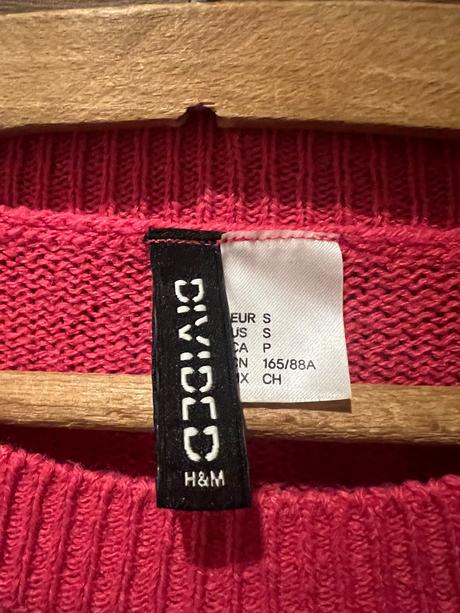 DIVIDED
H&M
EUR S
US S
CA P
CN 165/88A
MX CH